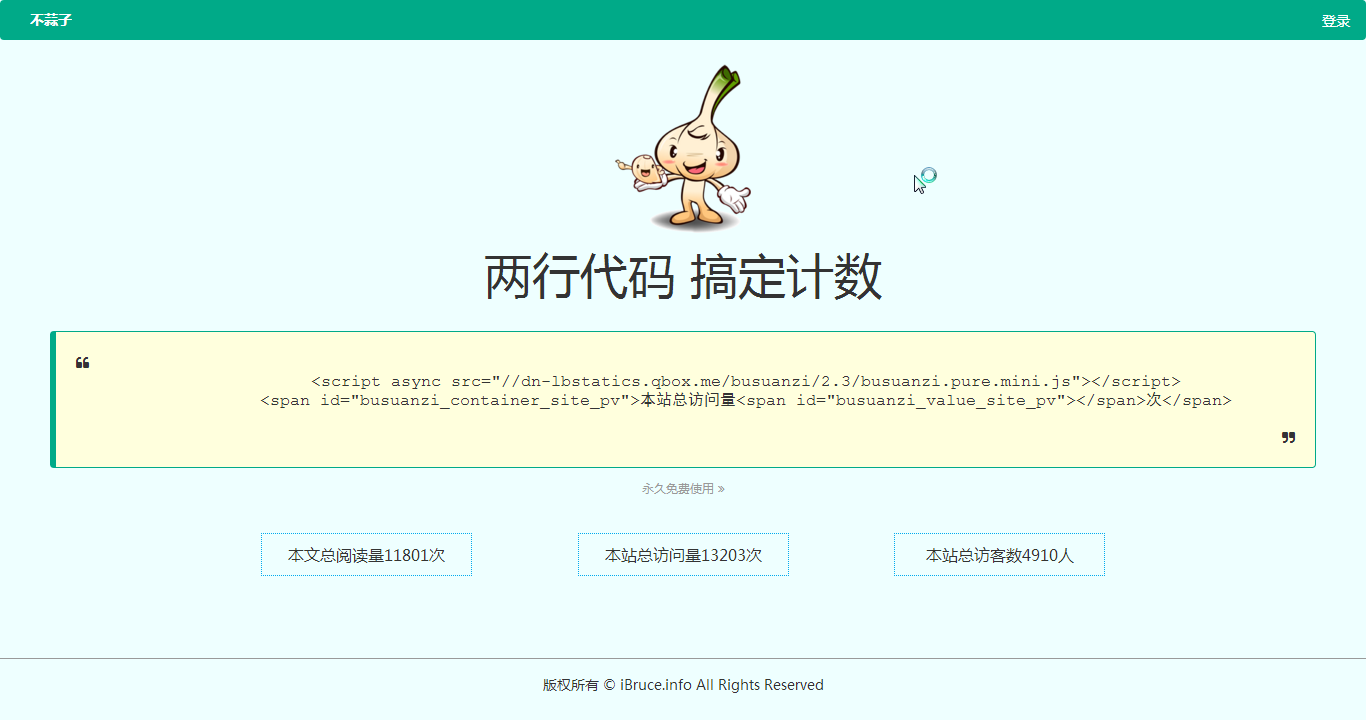 不蒜子
登录
两行代码 搞定计数
<script async src="//dn-lbstatics.qbox.me/busuanzi/2.3/busuanzi.pure.mini.js"></script>
<span id="busuanzi_container_site_pv">本站总访问量<span id="busuanzi_value_site_pv"></span>次</span>
永久免费使用 »
本文总阅读量11801次
本站总访问量13203次
本站总访客数4910人
版权所有 © iBruce.info All Rights Reserved